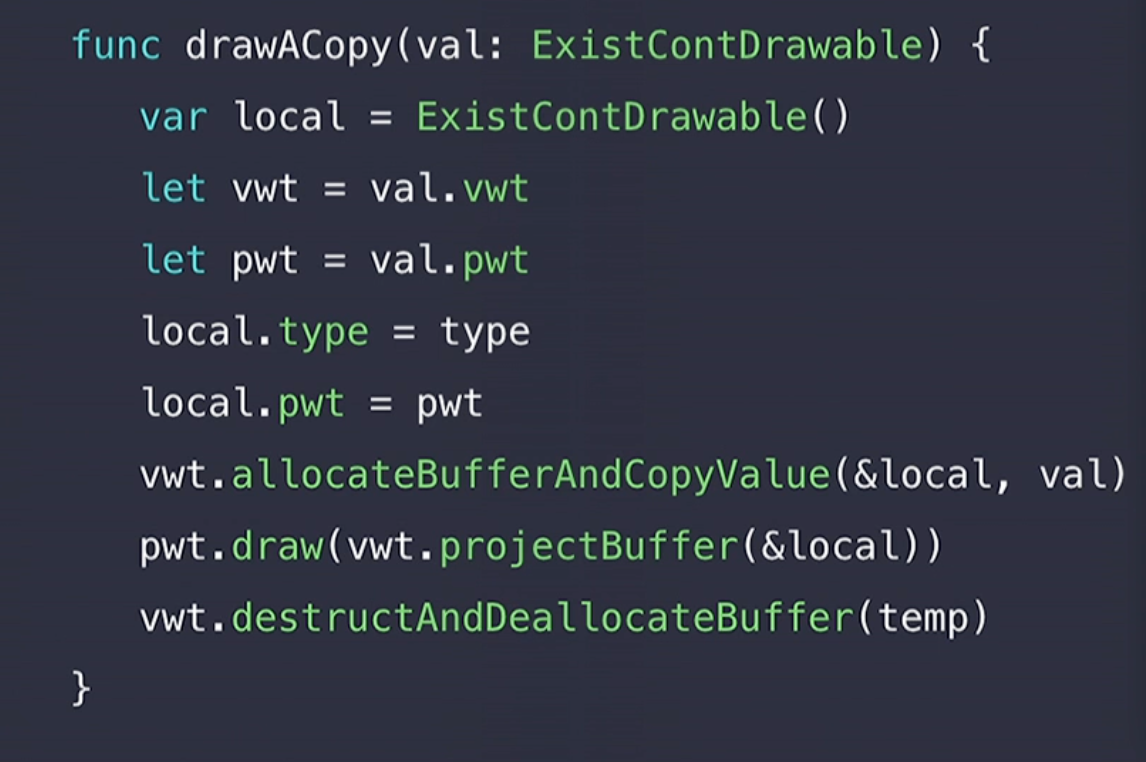 func drawACopy(val: ExistContDrawable) {
var local = ExistContDrawable()
let vwt = val.vwt
let pwt = val.pwt
local.type = type
local.pwt = pwt
vwt.allocateBufferAndCopyValue(&local, val)
pwt.draw(vwt.projectBuffer(&local))
vwt.destructAndDeallocateBuffer(temp)
}